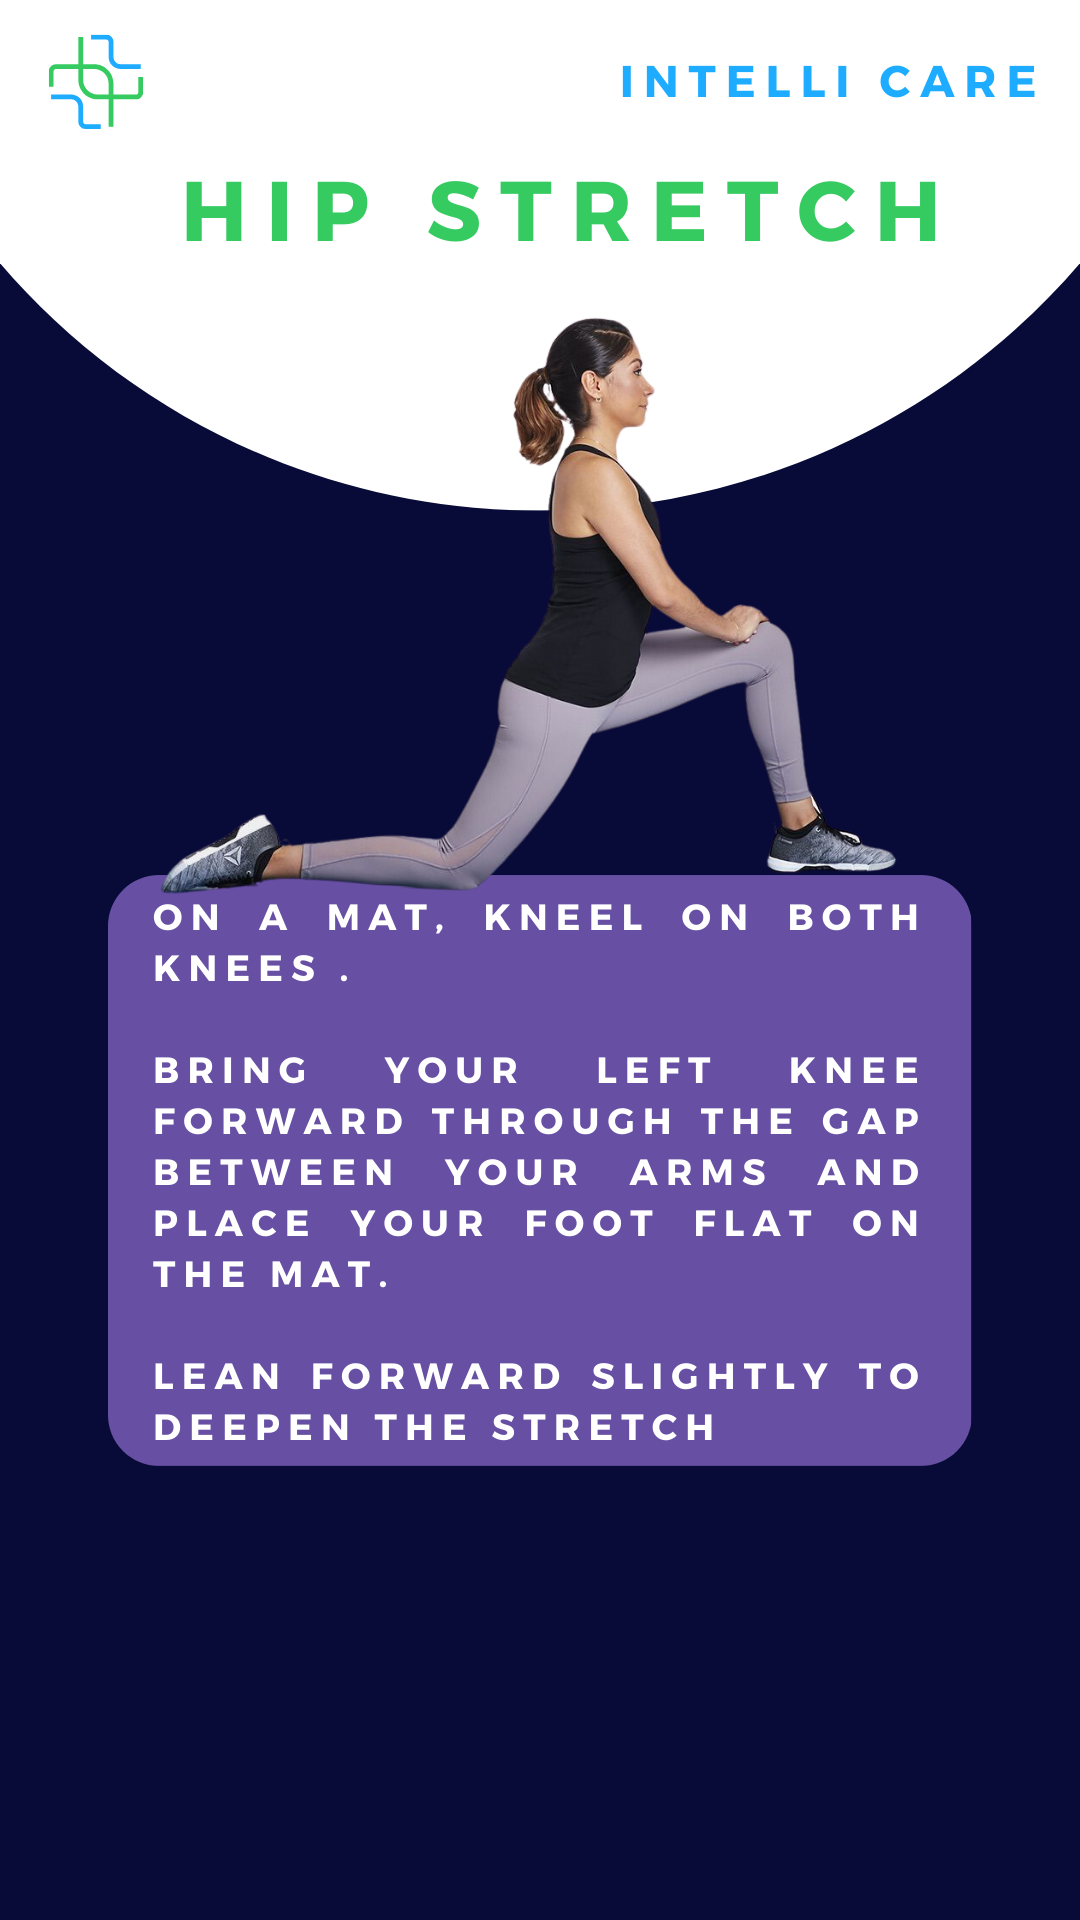 INTELLI CARE
HIP STRETCH
ON A MAT, KNEEL ON BOTH
KNEES .
BRING YOUR LEFT KNEE
FORWARD THROUGH THE GAP
BETWEEN YOUR ARMS AND
PLACE YOUR FOOT FLAT ON
THE MAT.
LEAN FORWARD SLIGHTLY TO
DEEPEN THE STRETCH